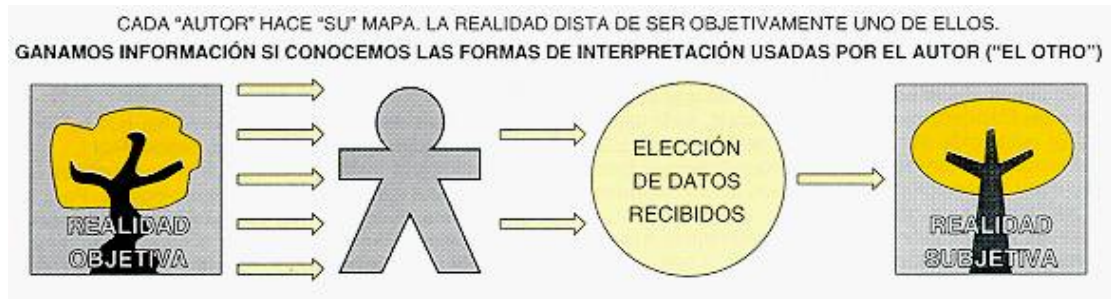 CADA “AUTOR” HACE “SU” MAPA. LA REALIDAD DISTA DE SER OBJETIVAMENTE UNO DE ELLOS.
GANAMOS INFORMACIÓN SI CONOCEMOS LAS FORMAS DE INTERPRETACIÓN USADAS POR EL AUTOR (“EL OTRO”)
REALIDAD
OBJETIVA
ELECCIÓN
DE DATOS
RECIBIDOS
REALIDAD
SUBJETIVA